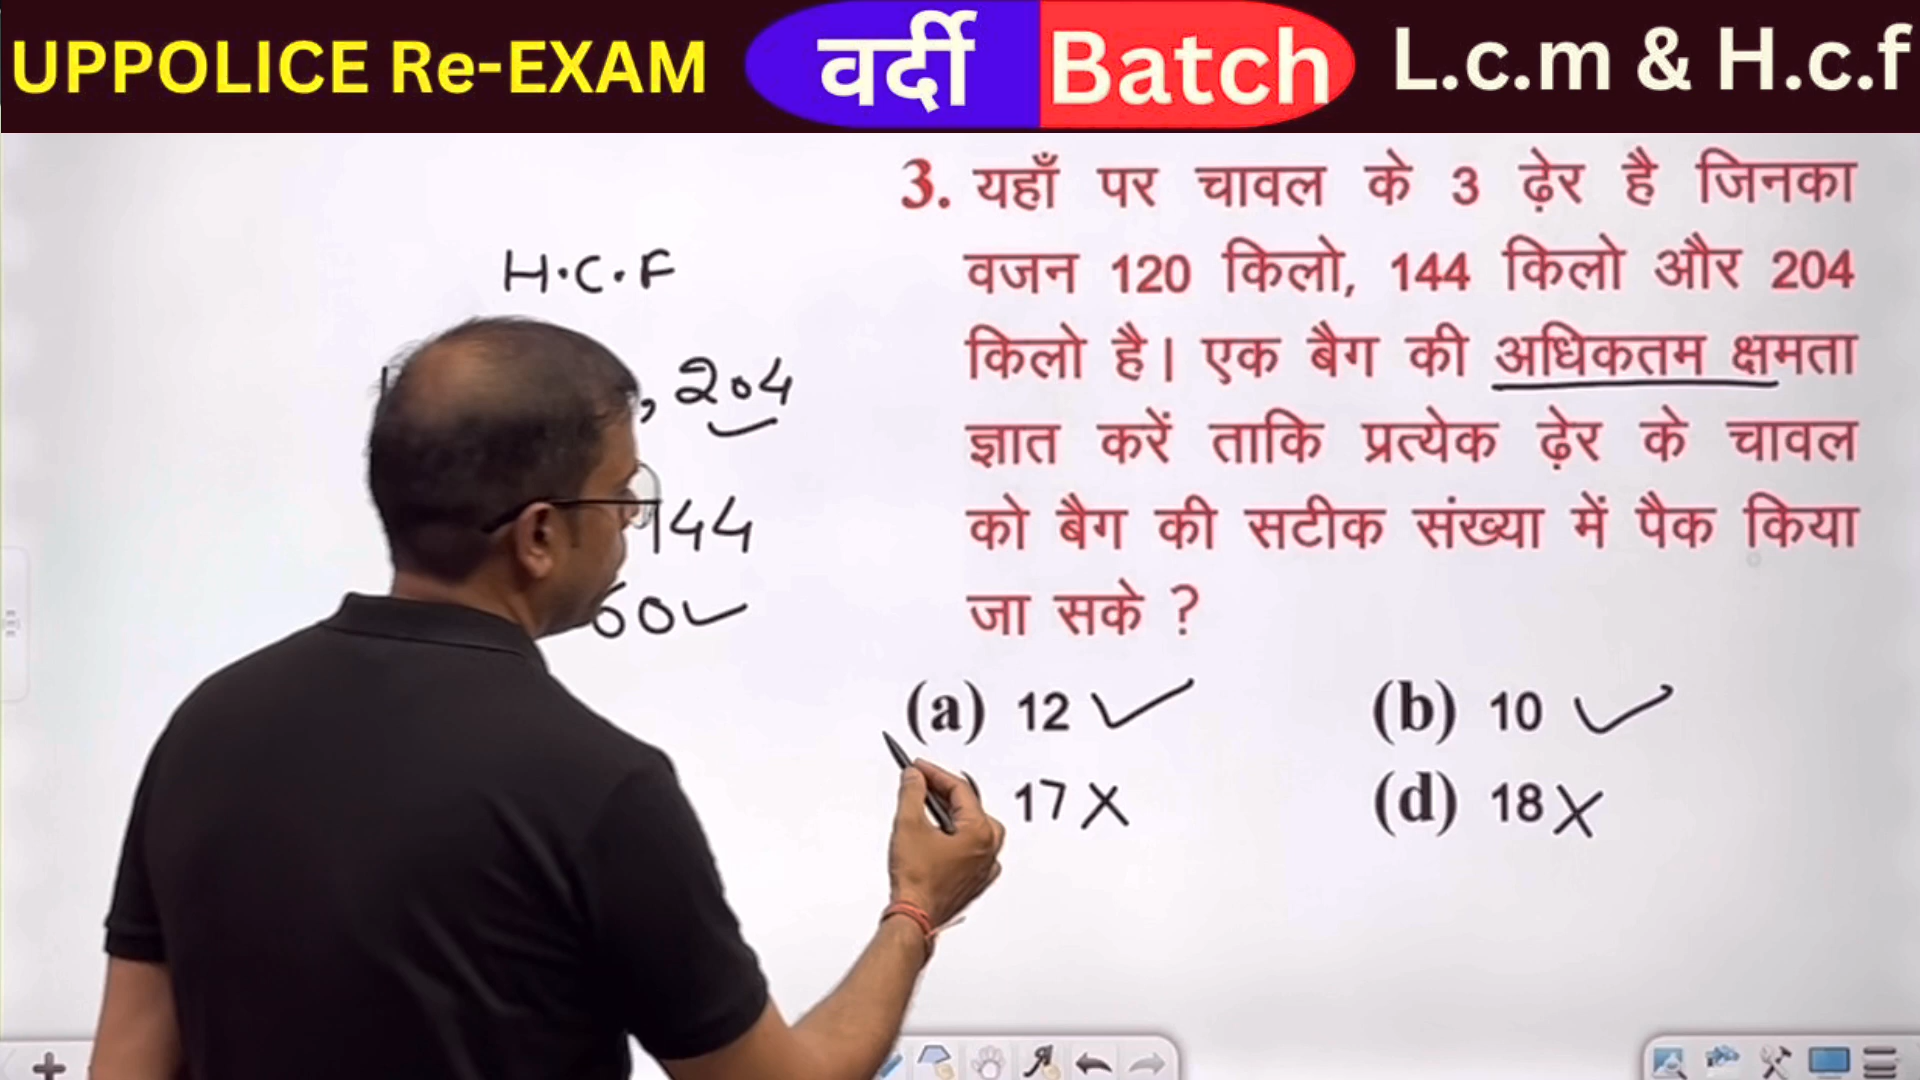 UPPOLICE Re-EXAM वर्दी Batch L.c.m & H.c.f
3. यहाँ पर चावल के 3 ढ़ेर है जिनका
वजन 120 किलो, 144 किलो और 204
किलो है। एक बैग की अधिकतम क्षमता
ज्ञात करें ताकि प्रत्येक ढ़ेर के चावल
को बैग की सटीक संख्या में पैक किया
जा सके ?
(a) 12 (b) 10
17 (d) 18
H.C.F
, 204
144
60